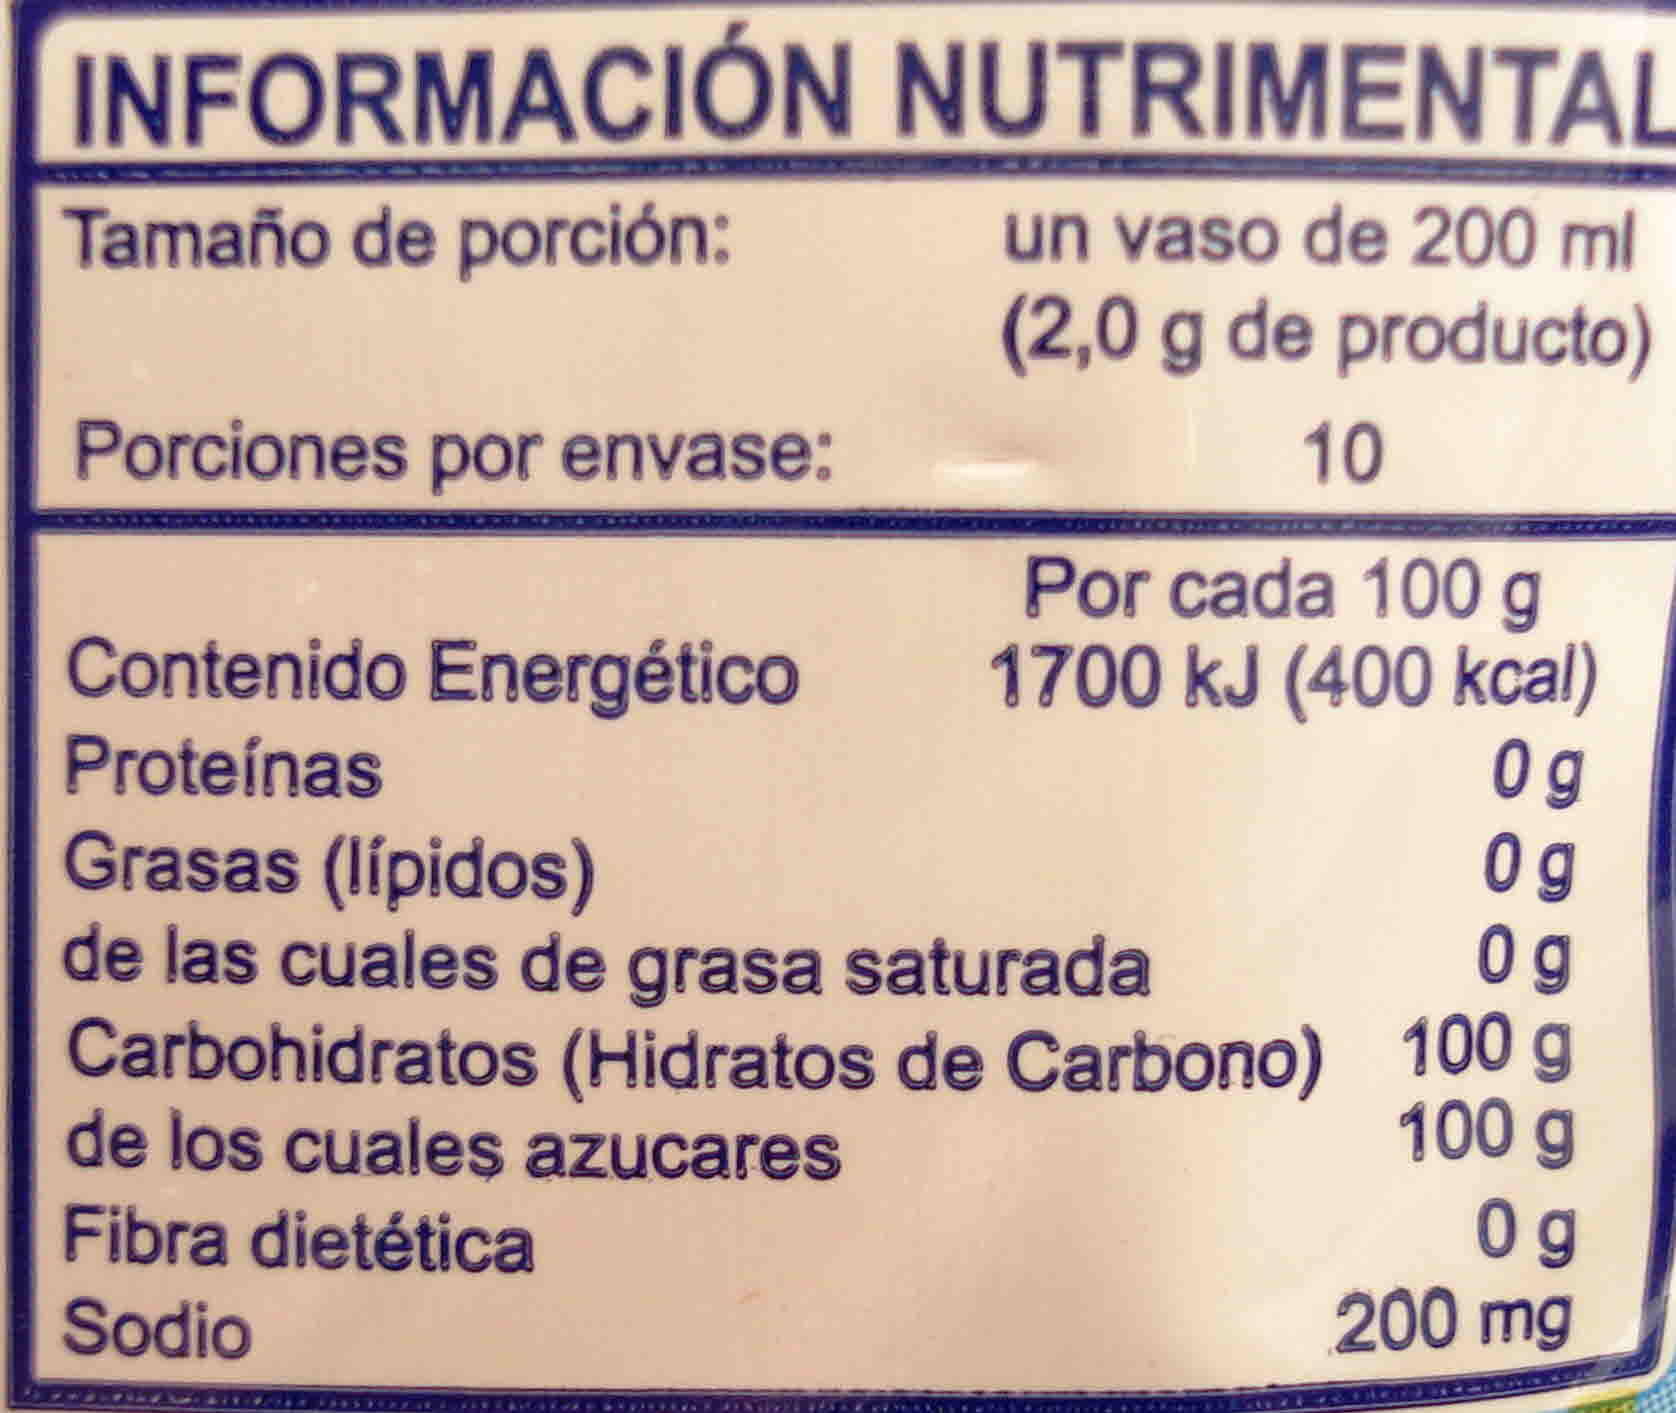 INFORMACIÓN NUTRIMENTAL
Tamaño de porción: un vaso de 200 ml
(2,0 g de producto)
Porciones por envase: 10
Por cada 100 g
Contenido Energético 1700 kJ (400 kcal)
Proteínas 0 g
Grasas (lípidos) 0 g
de las cuales de grasa saturada 0 g
Carbohidratos (Hidratos de Carbono) 100 g
de los cuales azucares 100 g
Fibra dietética 0 g
Sodio 200 mg